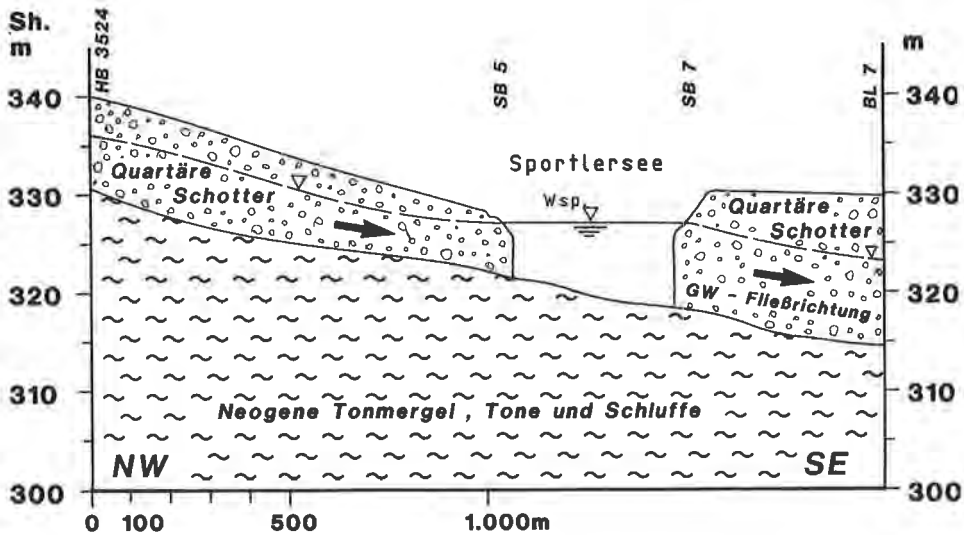 Sh.
m
HB 3524
SB 5
SB 7
BL 7
m
340
340
Sportlersee
330
Quartäre
Schotter
Wsp.
Quartäre
Schotter
330
320
GW - Fließrichtung
320
310
Neogene Tonmergel , Tone und Schluffe
310
NW
SE
300
300
0 100 500 1.000m